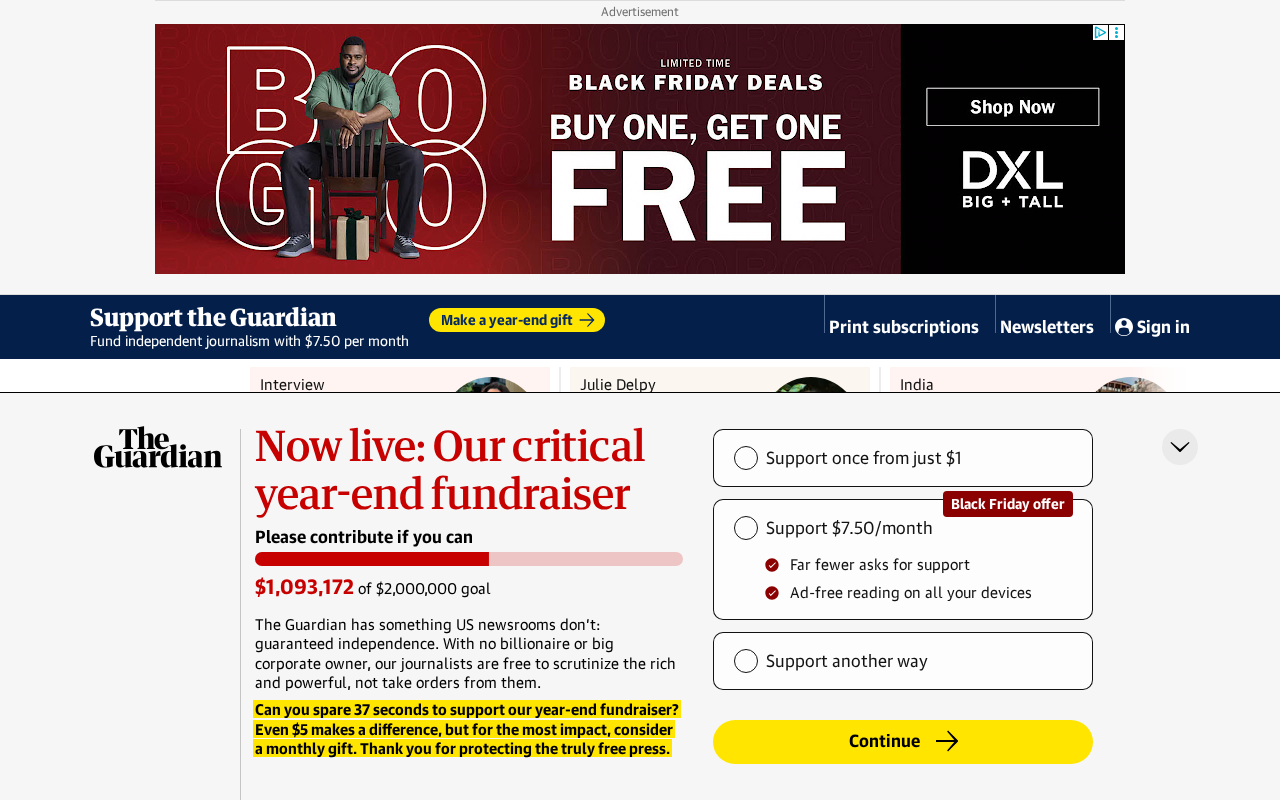 Advertisement
BOGO
LIMITED TIME
BLACK FRIDAY DEALS
BUY ONE, GET ONE
FREE
Shop Now
DXL
BIG + TALL
Support the Guardian
Fund independent journalism with $7.50 per month
Make a year-end gift
Print subscriptions
Newsletters
Sign in
Interview
Julie Delpy
India
The
Guardian
Now live: Our critical
year-end fundraiser
Please contribute if you can
$1,093,172 of $2,000,000 goal
The Guardian has something US newsrooms don't:
guaranteed independence. With no billionaire or big
corporate owner, our journalists are free to scrutinize the rich
and powerful, not take orders from them.
Can you spare 37 seconds to support our year-end fundraiser?
Even $5 makes a difference, but for the most impact, consider
a monthly gift. Thank you for protecting the truly free press.
Support once from just $1
Black Friday offer
Support $7.50/month
Far fewer asks for support
Ad-free reading on all your devices
Support another way
Continue